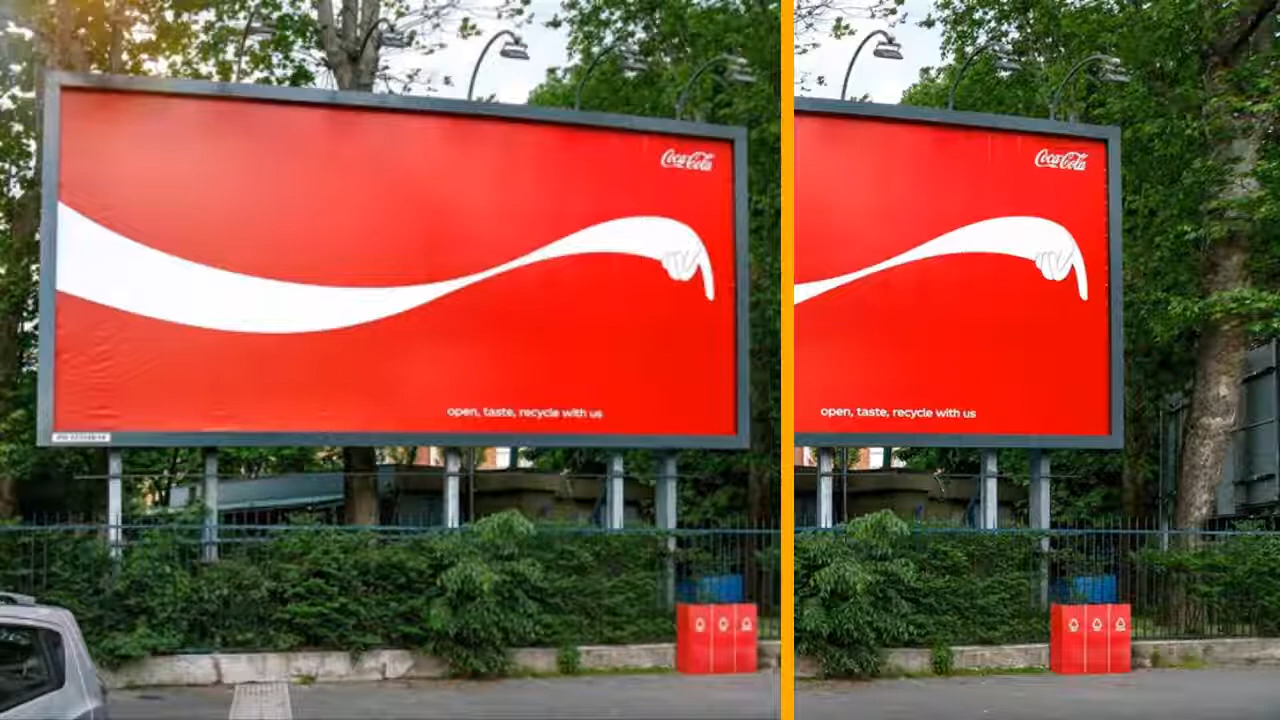 Coca-Cola
open, taste, recycle with us
Coca-Cola
open, taste, recycle with us